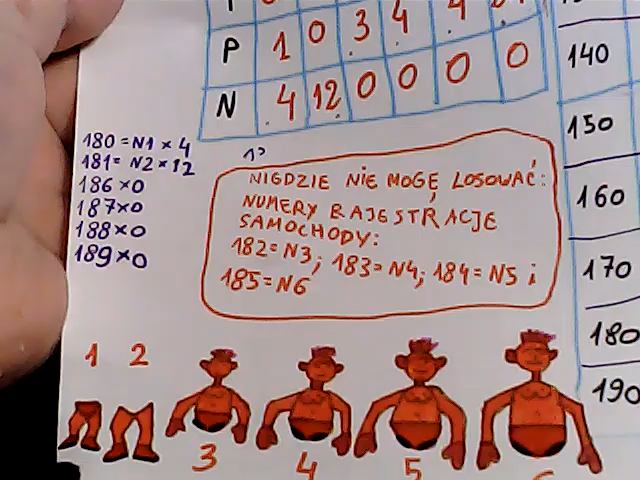 P 1 0 3 4 4
N 4 12 0 0 0 0 0
140
150
160
170
180
190
180 = N1 × 4
181 = N2 × 12
186 × 0
187 × 0
188 × 0
189 × 0
NIGDZIE NIE MOGĘ LOSOWAĆ:
NUMERY RAJESTRACJE
SAMOCHODY:
182 = N3; 183 = N4; 184 = N5 i
185 = N6
1 2
3 4 5